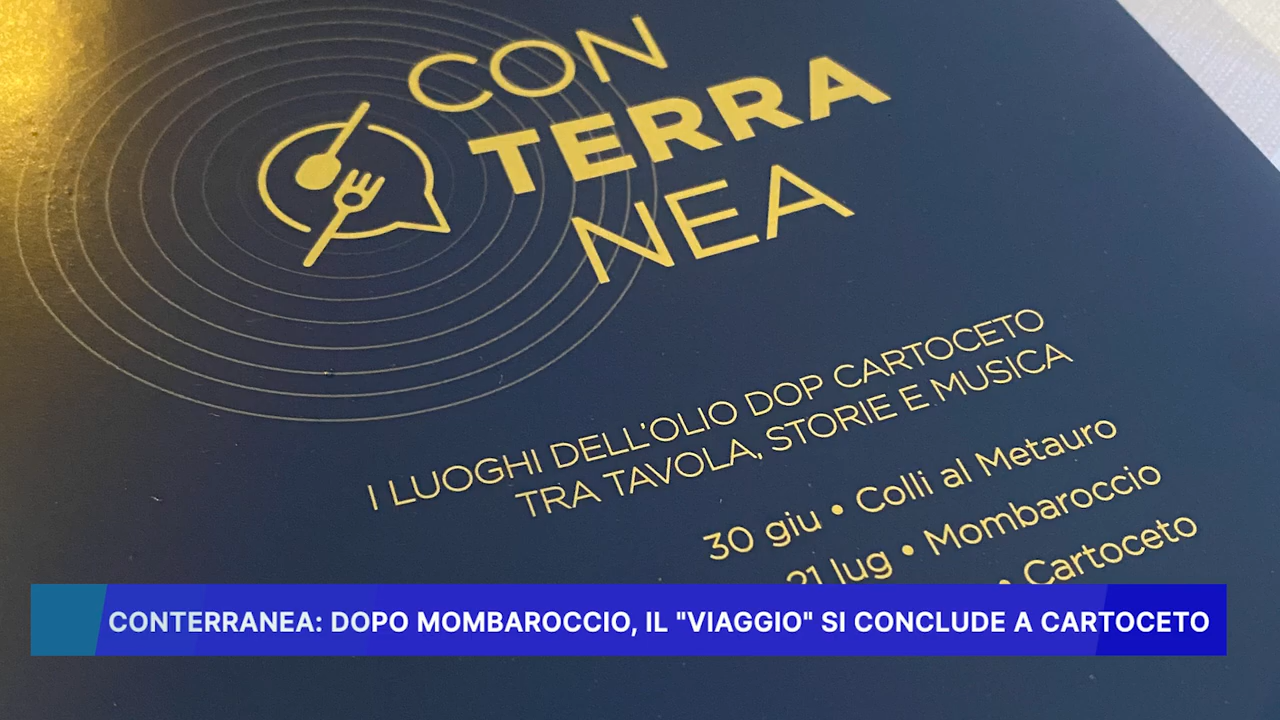 CON
TERRA
NEA
I LUOGHI DELL'OLIO DOP CARTOCETO
TRA TAVOLA, STORIE E MUSICA
30 giu • Colli al Metauro
21 lug • Mombaroccio
• Cartoceto
CONTERRANEA: DOPO MOMBAROCCIO, IL "VIAGGIO" SI CONCLUDE A CARTOCETO